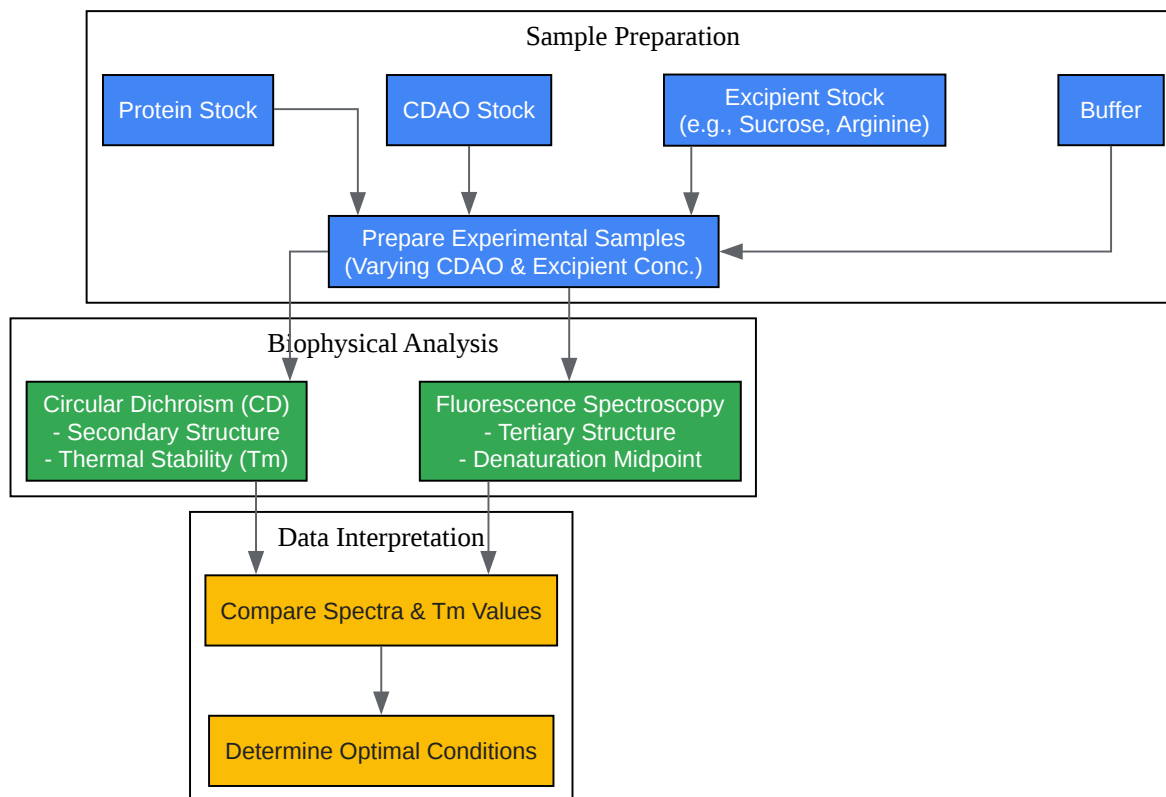 Sample Preparation
Protein Stock
CDAO Stock
Excipient Stock
(e.g., Sucrose, Arginine)
Buffer
Prepare Experimental Samples
(Varying CDAO & Excipient Conc.)
Biophysical Analysis
Circular Dichroism (CD)
- Secondary Structure
- Thermal Stability (Tm)
Fluorescence Spectroscopy
- Tertiary Structure
- Denaturation Midpoint
Data Interpretation
Compare Spectra & Tm Values
Determine Optimal Conditions